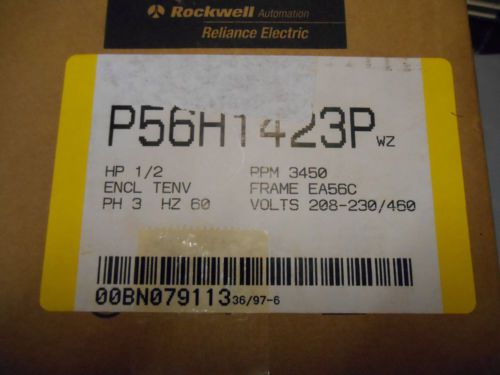 Rockwell Automation
Reliance Electric
P56H1423P WZ
HP 1/2 RPM 3450
ENCL TENV FRAME EA56C
PH 3 HZ 60 VOLTS 208-230/460
00BN079113 36/97-6